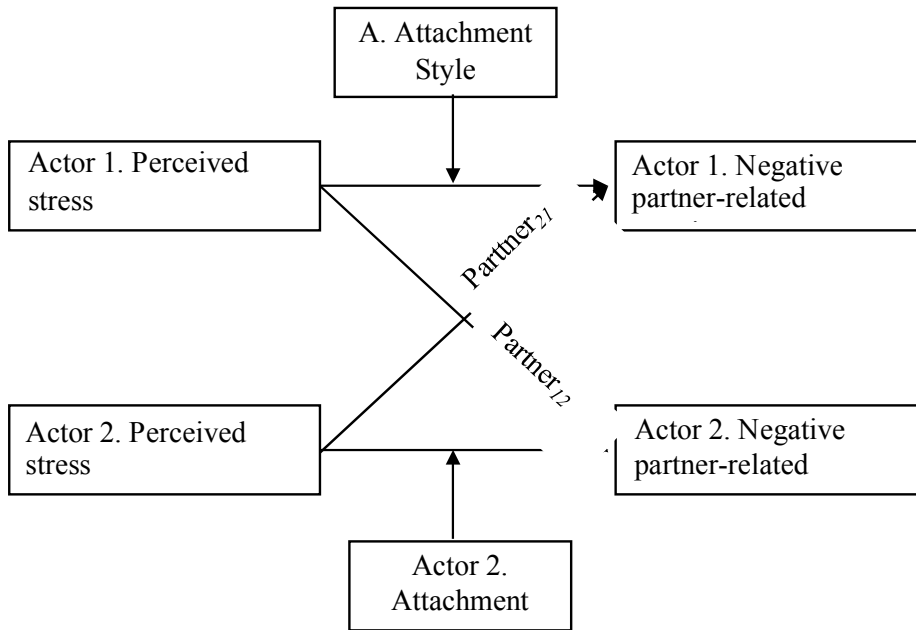 A. Attachment
Style
Actor 1. Perceived
stress
Actor 1. Negative
partner-related
Parttner21
Partner12
Actor 2. Perceived
stress
Actor 2. Negative
partner-related
Actor 2.
Attachment